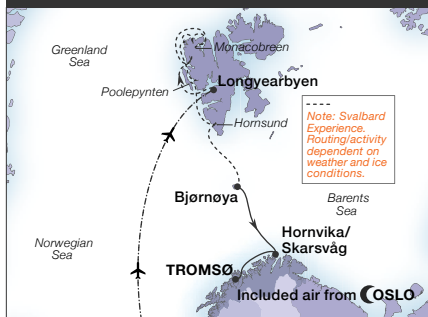 Greenland
Sea
Monacobreen
Longyearbyen
Poolepynten
Hornsund
Note: Svalbard
Experience.
Routing/activity
dependent on
weather and ice
conditions.
Bjørnøya
Barents
Sea
Hornvika/
Skarsvåg
Norwegian
Sea
TROMSØ
Included air from OSLO